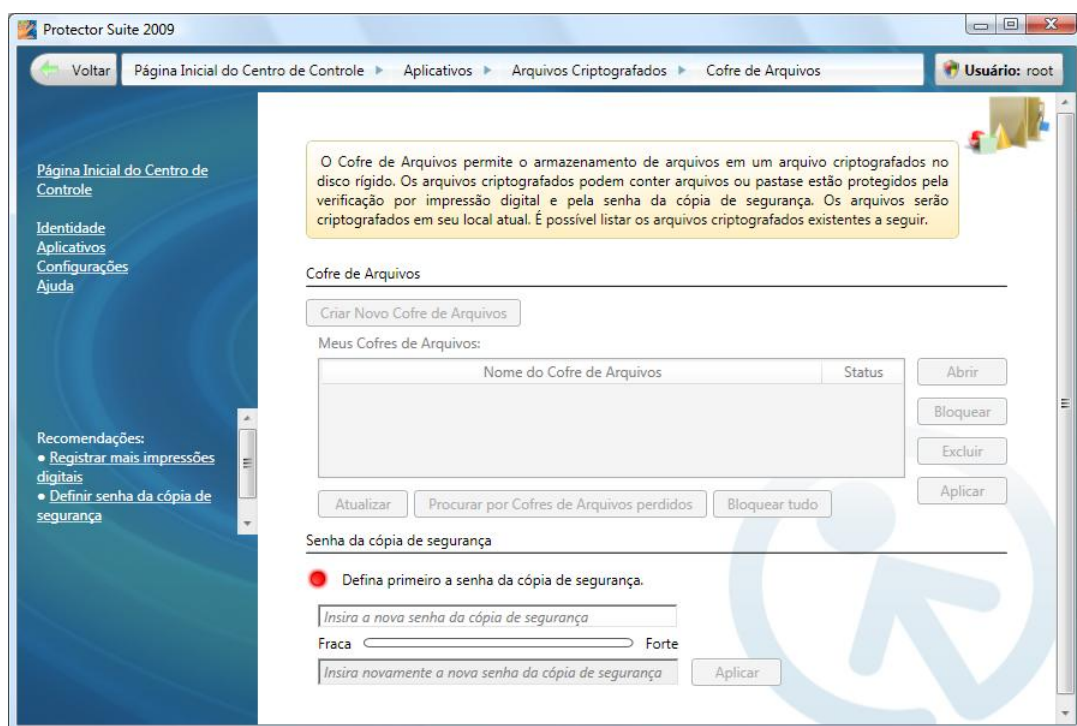 Protector Suite 2009
Voltar
Página Inicial do Centro de Controle
Aplicativos
Arquivos Criptografados
Cofre de Arquivos
Usuário: root
Página Inicial do Centro de
Controle
Identidade
Aplicativos
Configurações
Ajuda
Recomendações:
• Registrar mais impressões
digitais
• Definir senha da cópia de
segurança
O Cofre de Arquivos permite o armazenamento de arquivos em um arquivo criptografados no
disco rígido. Os arquivos criptografados podem conter arquivos ou pastase estão protegidos pela
verificação por impressão digital e pela senha da cópia de segurança. Os arquivos serão
criptografados em seu local atual. É possível listar os arquivos criptografados existentes a seguir.
Cofre de Arquivos
Criar Novo Cofre de Arquivos
Meus Cofres de Arquivos:
Nome do Cofre de Arquivos
Status
Abrir
Bloquear
Excluir
Aplicar
Atualizar
Procurar por Cofres de Arquivos perdidos
Bloquear tudo
Senha da cópia de segurança
Defina primeiro a senha da cópia de segurança.
Insira a nova senha da cópia de segurança
Fraca
Forte
Insira novamente a nova senha da cópia de segurança
Aplicar